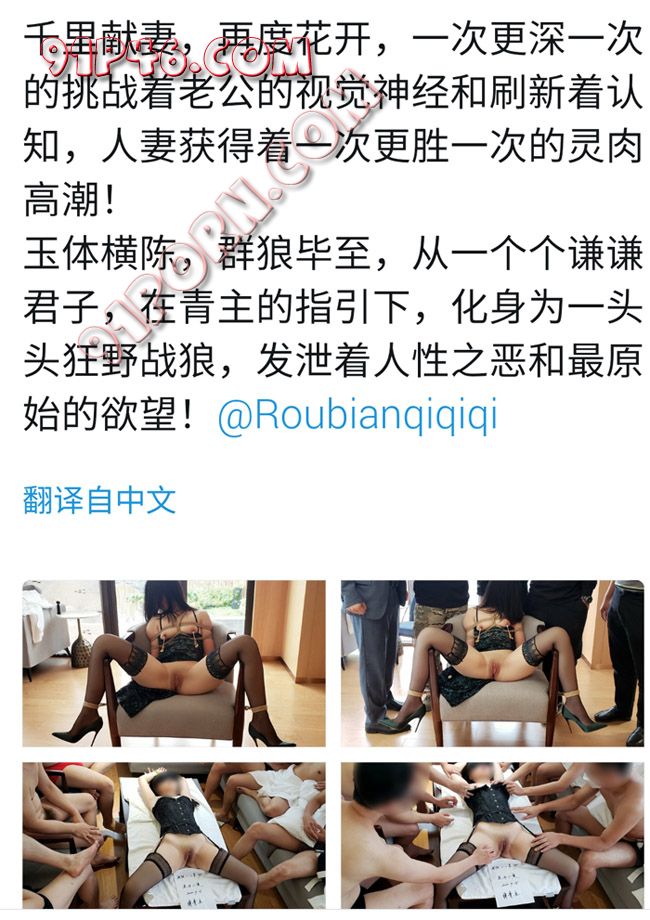 千里献妻，再度花开，一次更深一次
的挑战着老公的视觉神经和刷新着认
知，人妻获得着一次更胜一次的灵肉
高潮！
玉体横陈，群狼毕至，从一个个谦谦
君子，在青主的指引下，化身为一头
头狂野战狼，发泄着人性之恶和最原
始的欲望！@Roubianqiqiqi
翻译自中文
91P46.COM
91PORN.COM